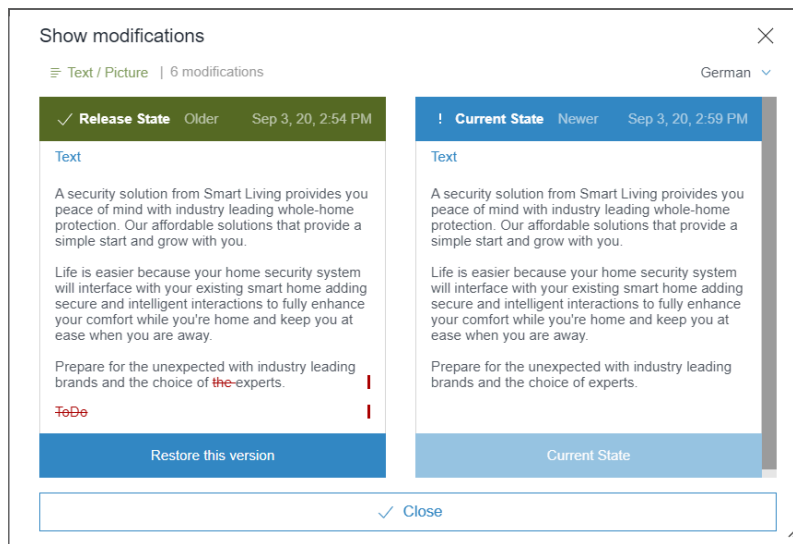 Show modifications
Text / Picture | 6 modifications
German
Release State Older Sep 3, 20, 2:54 PM
Text
A security solution from Smart Living proivides you
peace of mind with industry leading whole-home
protection. Our affordable solutions that provide a
simple start and grow with you.
Life is easier because your home security system
will interface with your existing smart home adding
secure and intelligent interactions to fully enhance
your comfort while you're home and keep you at
ease when you are away.
Prepare for the unexpected with industry leading
brands and the choice of the experts.
ToDo
Restore this version
! Current State Newer Sep 3, 20, 2:59 PM
Text
A security solution from Smart Living proivides you
peace of mind with industry leading whole-home
protection. Our affordable solutions that provide a
simple start and grow with you.
Life is easier because your home security system
will interface with your existing smart home adding
secure and intelligent interactions to fully enhance
your comfort while you're home and keep you at
ease when you are away.
Prepare for the unexpected with industry leading
brands and the choice of experts.
Current State
Close